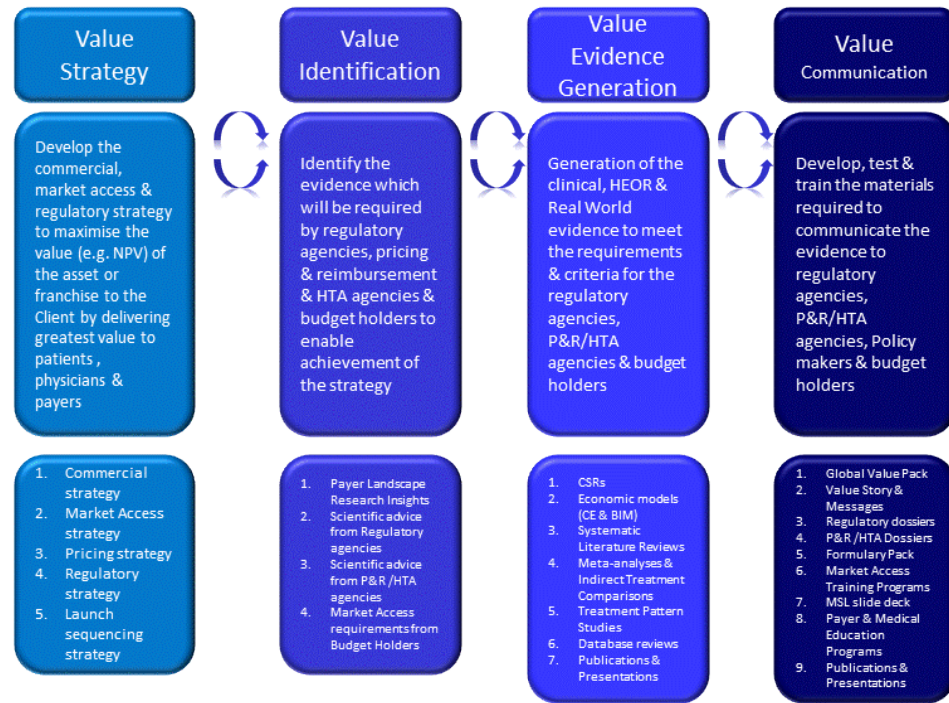 Value
Strategy
Develop the
commercial,
market access &
regulatory strategy
to maximise the
value (e.g. NPV) of
the asset or
franchise to the
Client by delivering
greatest value to
patients ,
physicians &
payers
1. Commercial
strategy
2. Market Access
strategy
3. Pricing strategy
4. Regulatory
strategy
5. Launch
sequencing
strategy
Value
Identification
Identify the
evidence which
will be required
by regulatory
agencies, pricing
& reimbursement
& HTA agencies &
budget holders to
enable
achievement of
the strategy
1. Payer Landscape
Research Insights
2. Scientific advice
from Regulatory
agencies
3. Scientific advice
from P&R /HTA
agencies
4. Market Access
requirements from
Budget Holders
Value
Evidence
Generation
Generation of the
clinical, HEOR &
Real World
evidence to meet
the requirements
& criteria for the
regulatory
agencies,
P&R/HTA
agencies & budget
holders
1. CSRs
2. Economic models
(CE & BIM)
3. Systematic
Literature Reviews
4. Meta-analyses &
Indirect Treatment
Comparisons
5. Treatment Pattern
Studies
6. Database reviews
7. Publications &
Presentations
Value
Communication
Develop, test &
train the materials
required to
communicate the
evidence to
regulatory
agencies,
P&R/HTA
agencies, Policy
makers & budget
holders
1. Global Value Pack
2. Value Story &
Messages
3. Regulatory dossiers
4. P&R /HTA Dossiers
5. Formulary Pack
6. Market Access
Training Programs
7. MSL slide deck
8. Payer & Medical
Education
Programs
9. Publications &
Presentations